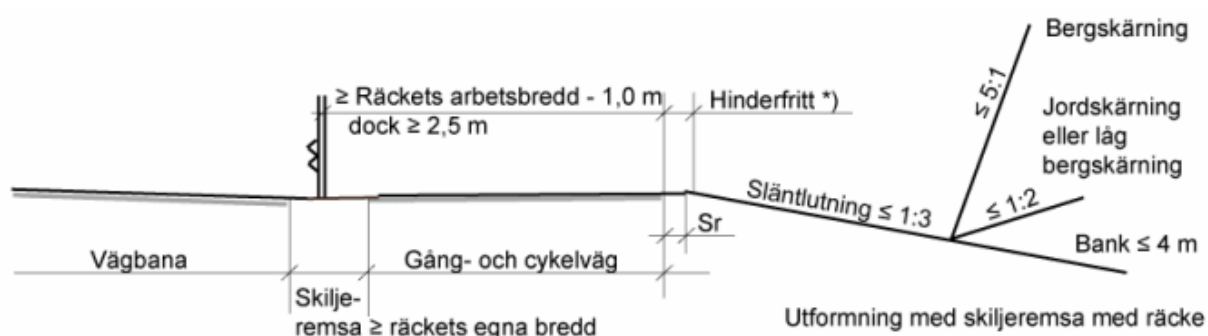 Bergskärning
≤ 5:1
≥ Räckets arbetsbredd - 1,0 m
dock ≥ 2,5 m
Hinderfritt *)
Jordskärning
eller låg
bergskärning
≤ 1:2
Släntlutning ≤ 1:3
Sr
Bank ≤ 4 m
Vägbana
Gång- och cykelväg
Skilje-
remsa ≥ räckets egna bredd
Utformning med skiljeremsa med räcke